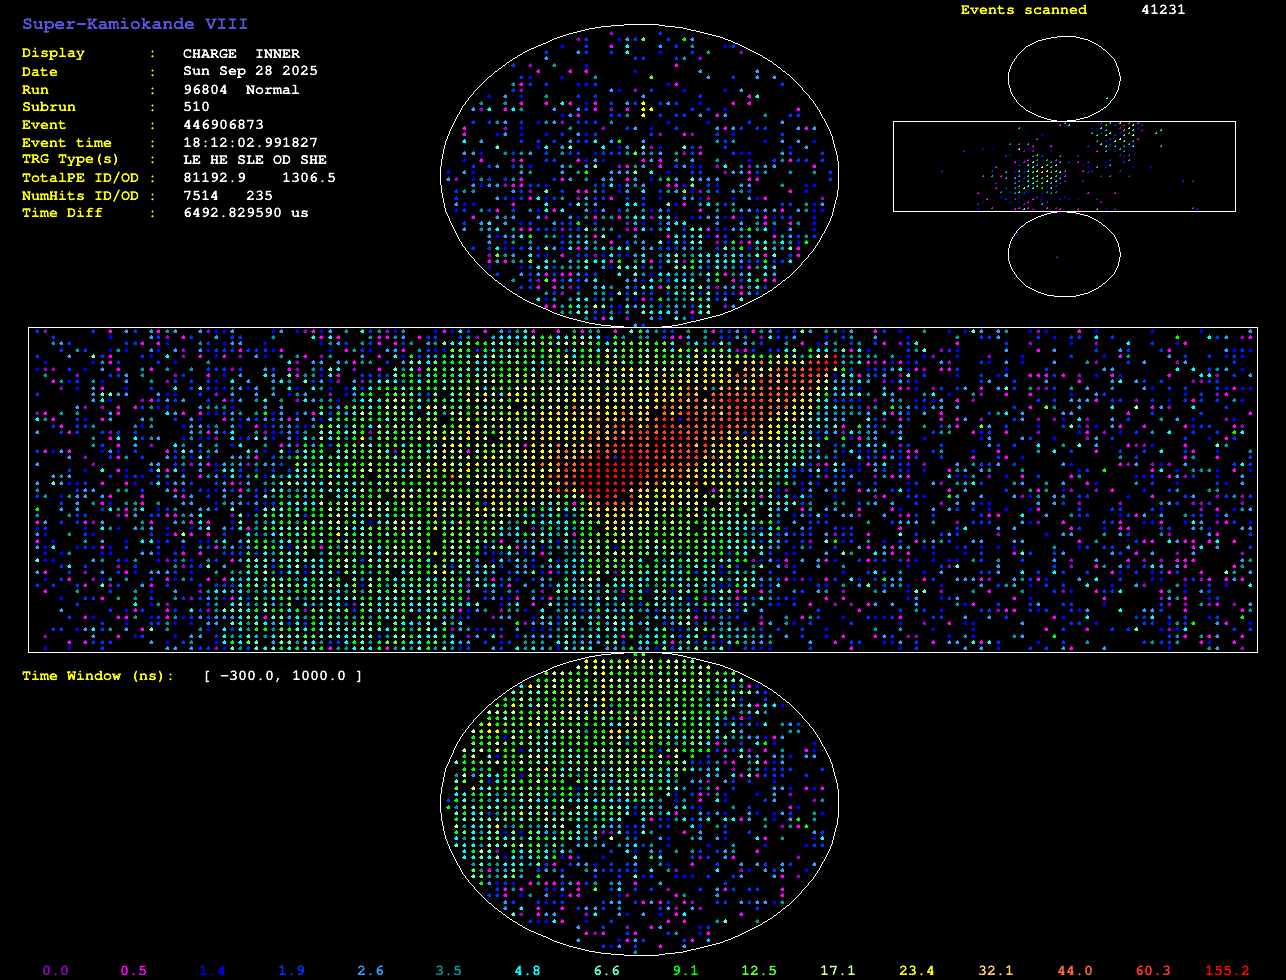 Super-Kamiokande VIII
Events scanned 41231
Display : CHARGE INNER
Date : Sun Sep 28 2025
Run : 96804 Normal
Subrun : 510
Event : 446906873
Event time : 18:12:02.991827
TRG Type(s) : LE HE SLE OD SHE
TotalPE ID/OD : 81192.9 1306.5
NumHits ID/OD : 7514 235
Time Diff : 6492.829590 us
Time Window (ns): [ -300.0, 1000.0 ]
0.0 0.5 1.4 1.9 2.6 3.5 4.8 6.6 9.1 12.5 17.1 23.4 32.1 44.0 60.3 155.2